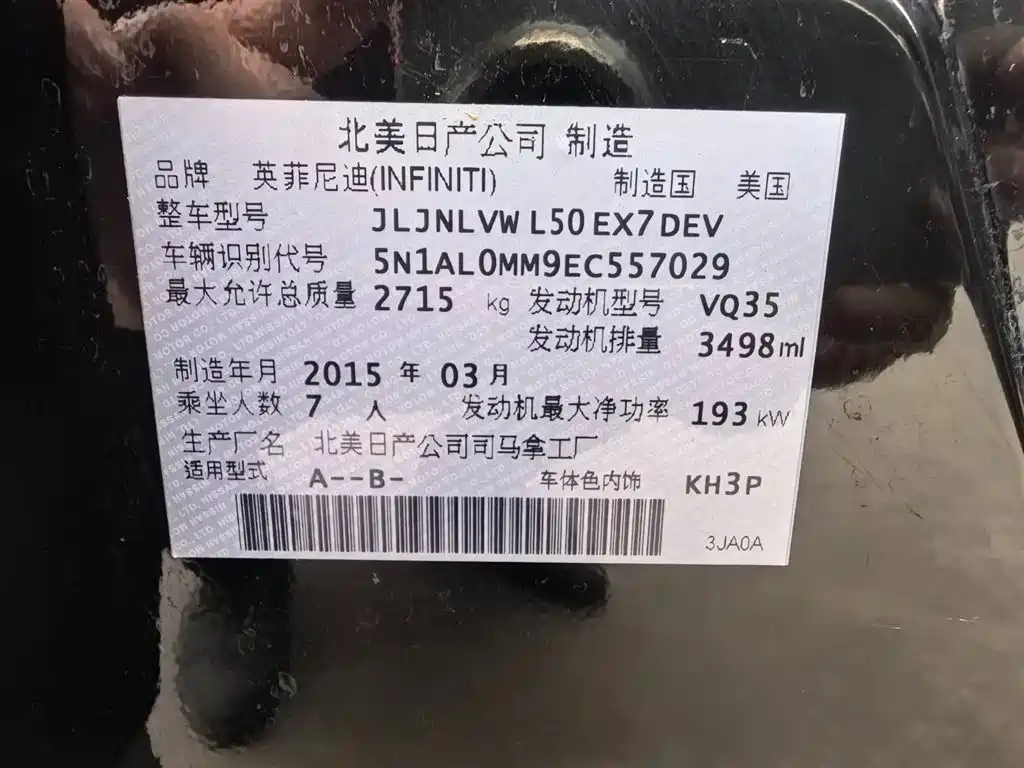 北美日产公司 制造
品牌 英菲尼迪(INFINITI) 制造国 美国
整车型号 JLJNLVW L50 EX7 DEV
车辆识别代号 5N1AL0MM9EC557029
最大允许总质量 2715 kg 发动机型号 VQ35
发动机排量 3498 ml
制造年月 2015 年 03 月
乘坐人数 7 人 发动机最大净功率 193 kW
生产厂名 北美日产公司司马拿工厂
适用型式 A--B- 车体色内饰 KH3P
3JA0A